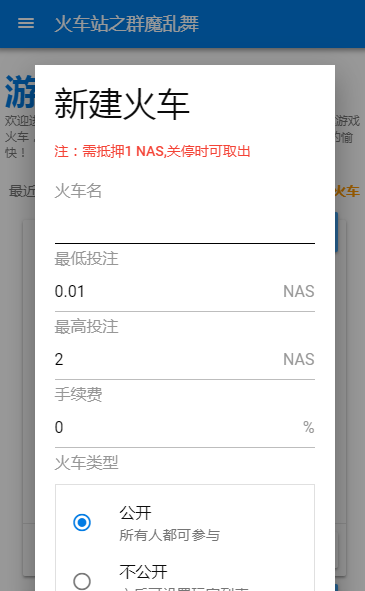 火车站之群魔乱舞
游
欢迎
游戏
火车，
的愉
快！
最近
火车
新建火车
注：需抵押1 NAS,关停时可取出
火车名
最低投注
0.01 NAS
最高投注
2 NAS
手续费
0 %
火车类型
公开
所有人都可参与
不公开